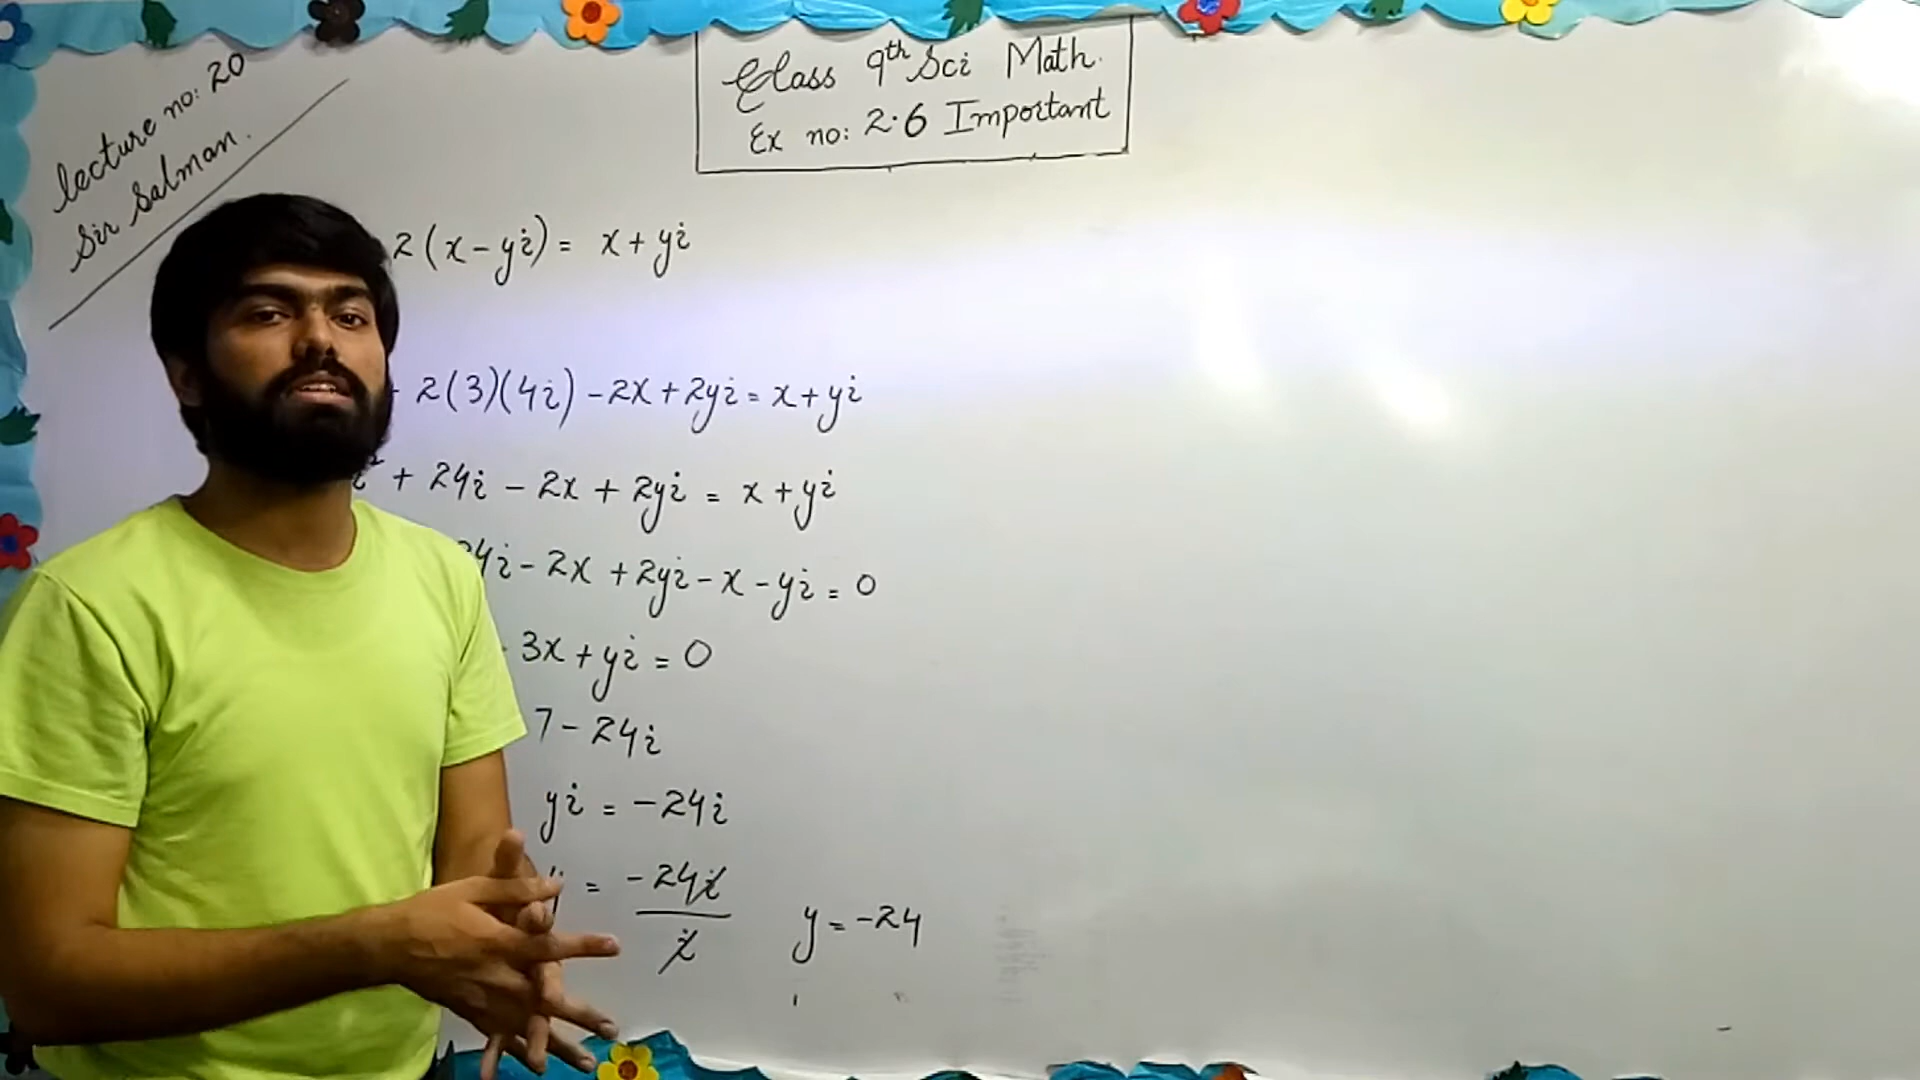 lecture no: 20
Sir Salman.
Class 9th Sci Math.
Ex no: 2.6 Important
2(x-yi) = x+yi
2(3)(4i) - 2x + 2yi = x+yi
i² + 24i - 2x + 2yi = x+yi
24i - 2x + 2yi - x - yi = 0
3x + yi = 0
7 - 24i
yi = -24i
y = -24i
i
y = -24